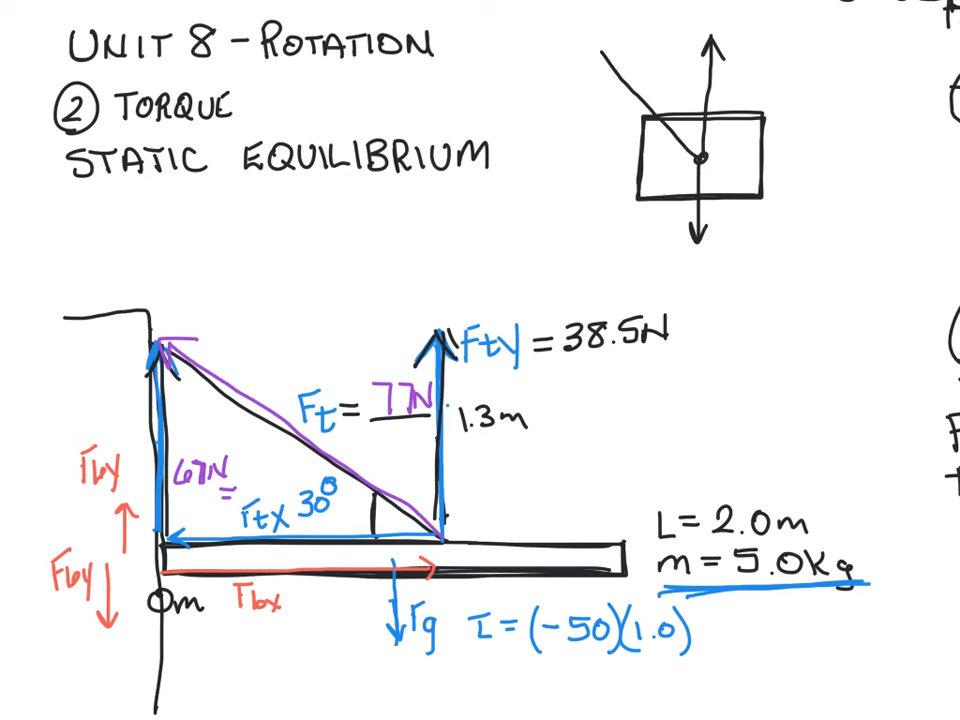 UNIT 8 - ROTATION
② TORQUE
STATIC EQUILIBRIUM
Fty = 38.5N
Ft = 77N
1.3m
Fby
67N
Ftx 30°
L = 2.0m
m = 5.0kg
Fby
Fbx
0m
Fg τ = (-50)(1.0)